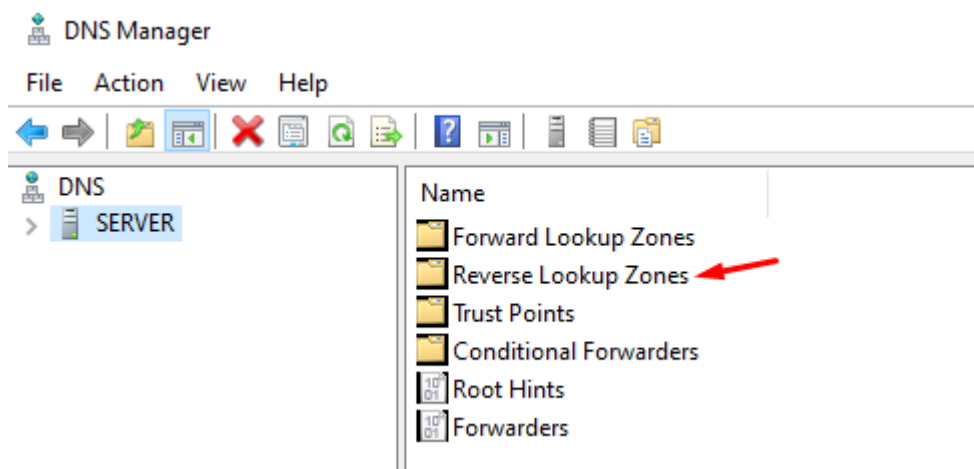 DNS Manager
File Action View Help
DNS
SERVER
Name
Forward Lookup Zones
Reverse Lookup Zones
Trust Points
Conditional Forwarders
Root Hints
Forwarders